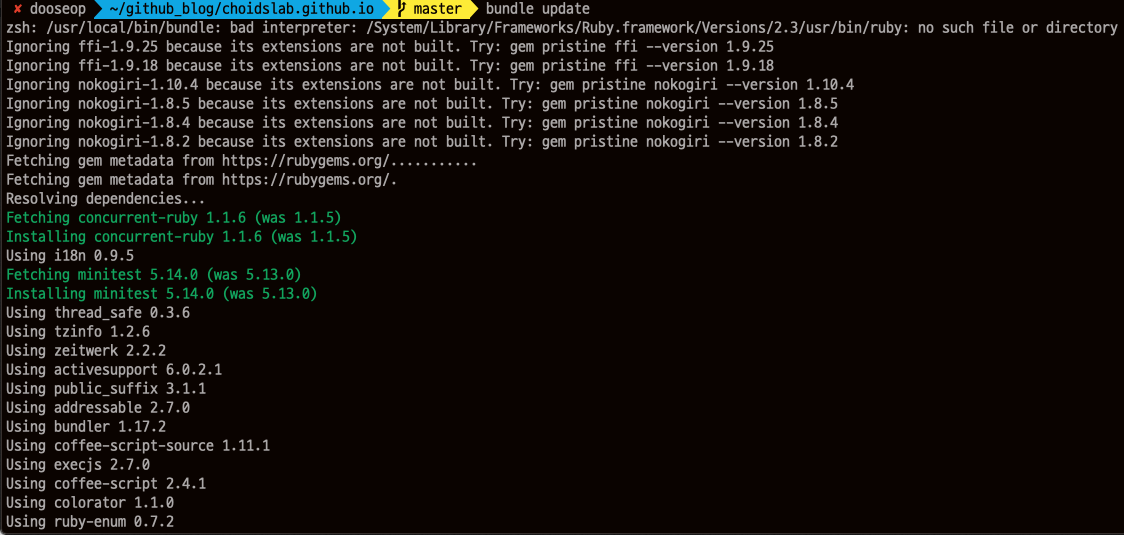 ✘ dooseop ~/github_blog/choidslab.github.io master bundle update
zsh: /usr/local/bin/bundle: bad interpreter: /System/Library/Frameworks/Ruby.framework/Versions/2.3/usr/bin/ruby: no such file or directory
Ignoring ffi-1.9.25 because its extensions are not built. Try: gem pristine ffi --version 1.9.25
Ignoring ffi-1.9.18 because its extensions are not built. Try: gem pristine ffi --version 1.9.18
Ignoring nokogiri-1.10.4 because its extensions are not built. Try: gem pristine nokogiri --version 1.10.4
Ignoring nokogiri-1.8.5 because its extensions are not built. Try: gem pristine nokogiri --version 1.8.5
Ignoring nokogiri-1.8.4 because its extensions are not built. Try: gem pristine nokogiri --version 1.8.4
Ignoring nokogiri-1.8.2 because its extensions are not built. Try: gem pristine nokogiri --version 1.8.2
Fetching gem metadata from https://rubygems.org/...........
Fetching gem metadata from https://rubygems.org/.
Resolving dependencies...
Fetching concurrent-ruby 1.1.6 (was 1.1.5)
Installing concurrent-ruby 1.1.6 (was 1.1.5)
Using i18n 0.9.5
Fetching minitest 5.14.0 (was 5.13.0)
Installing minitest 5.14.0 (was 5.13.0)
Using thread_safe 0.3.6
Using tzinfo 1.2.6
Using zeitwerk 2.2.2
Using activesupport 6.0.2.1
Using public_suffix 3.1.1
Using addressable 2.7.0
Using bundler 1.17.2
Using coffee-script-source 1.11.1
Using execjs 2.7.0
Using coffee-script 2.4.1
Using colorator 1.1.0
Using ruby-enum 0.7.2